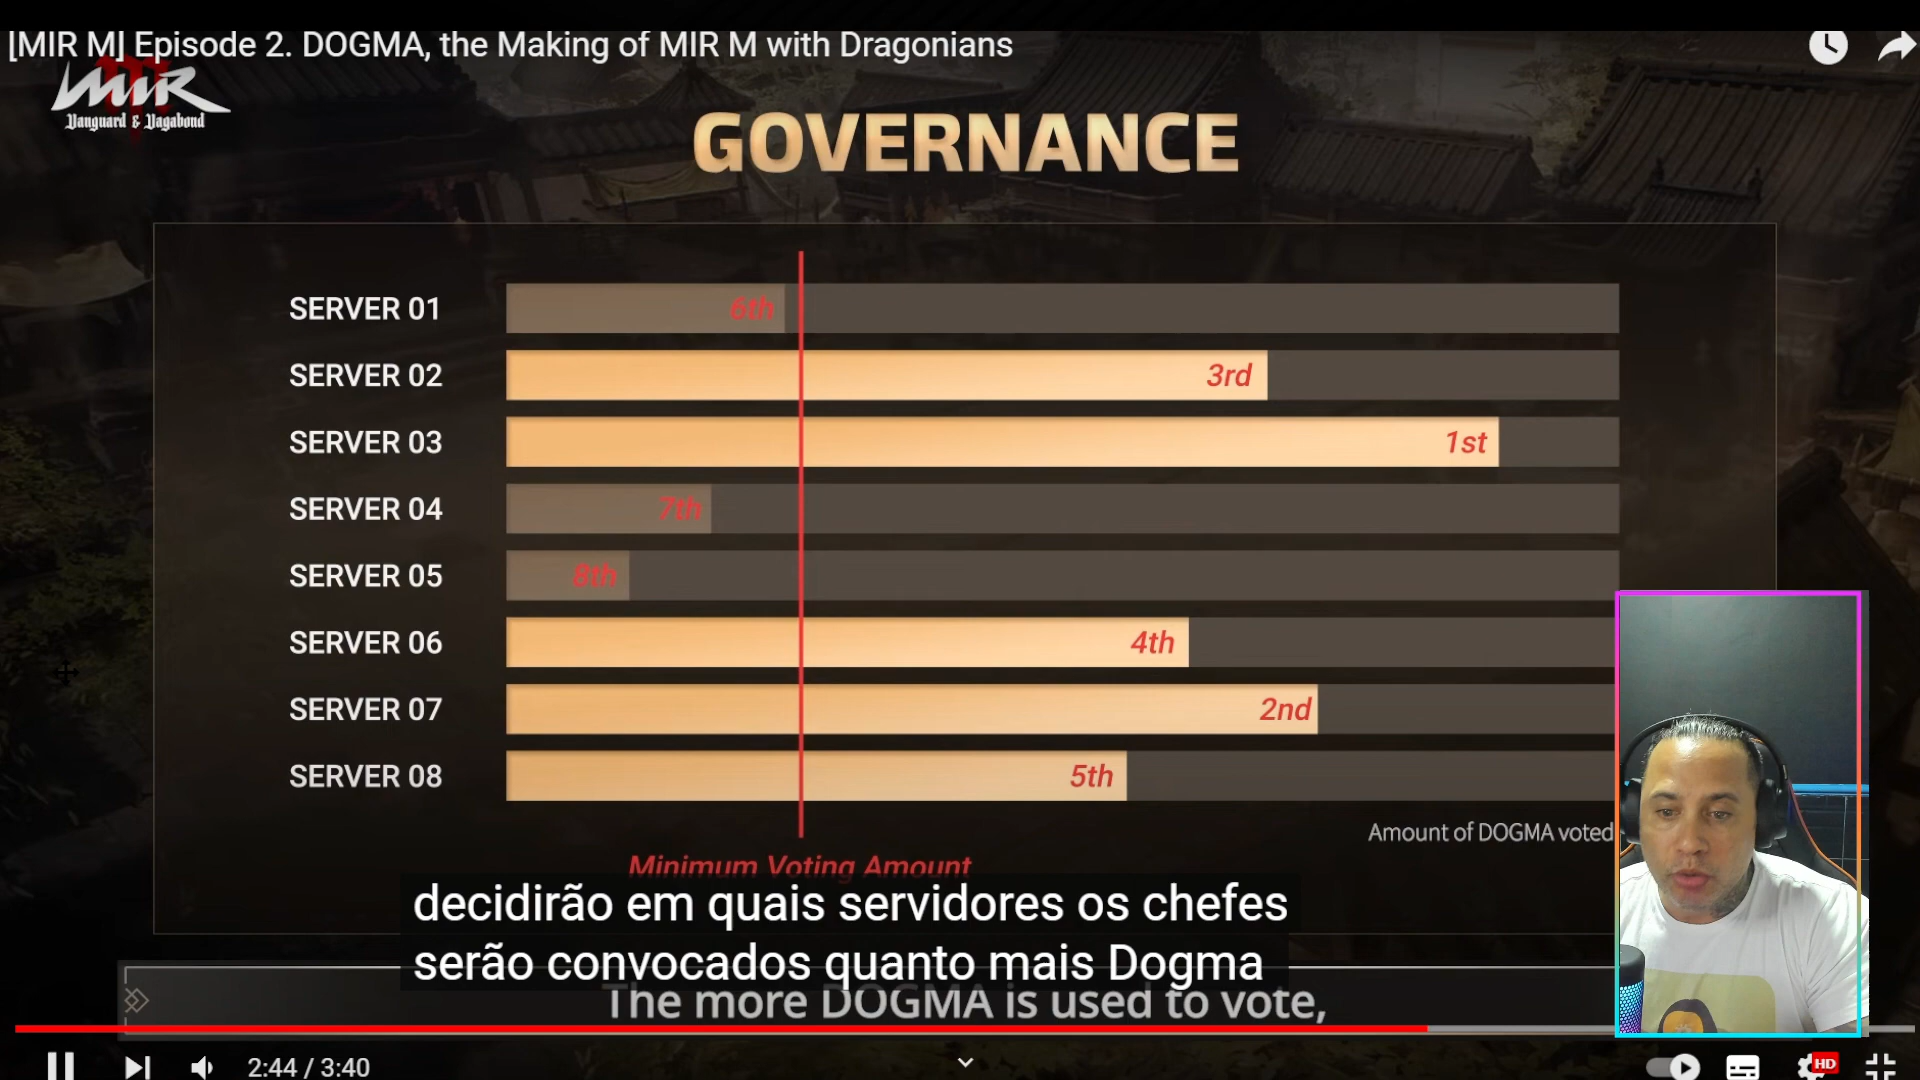 [MIR M] Episode 2. DOGMA, the Making of MIR M with Dragonians
MIR
Vanguard & Vagabond
GOVERNANCE
SERVER 01 6th
SERVER 02 3rd
SERVER 03 1st
SERVER 04 7th
SERVER 05 8th
SERVER 06 4th
SERVER 07 2nd
SERVER 08 5th
Amount of DOGMA voted
Minimum Voting Amount
decidirão em quais servidores os chefes
serão convocados quanto mais Dogma
The more DOGMA is used to vote,
2:44 / 3:40
HD